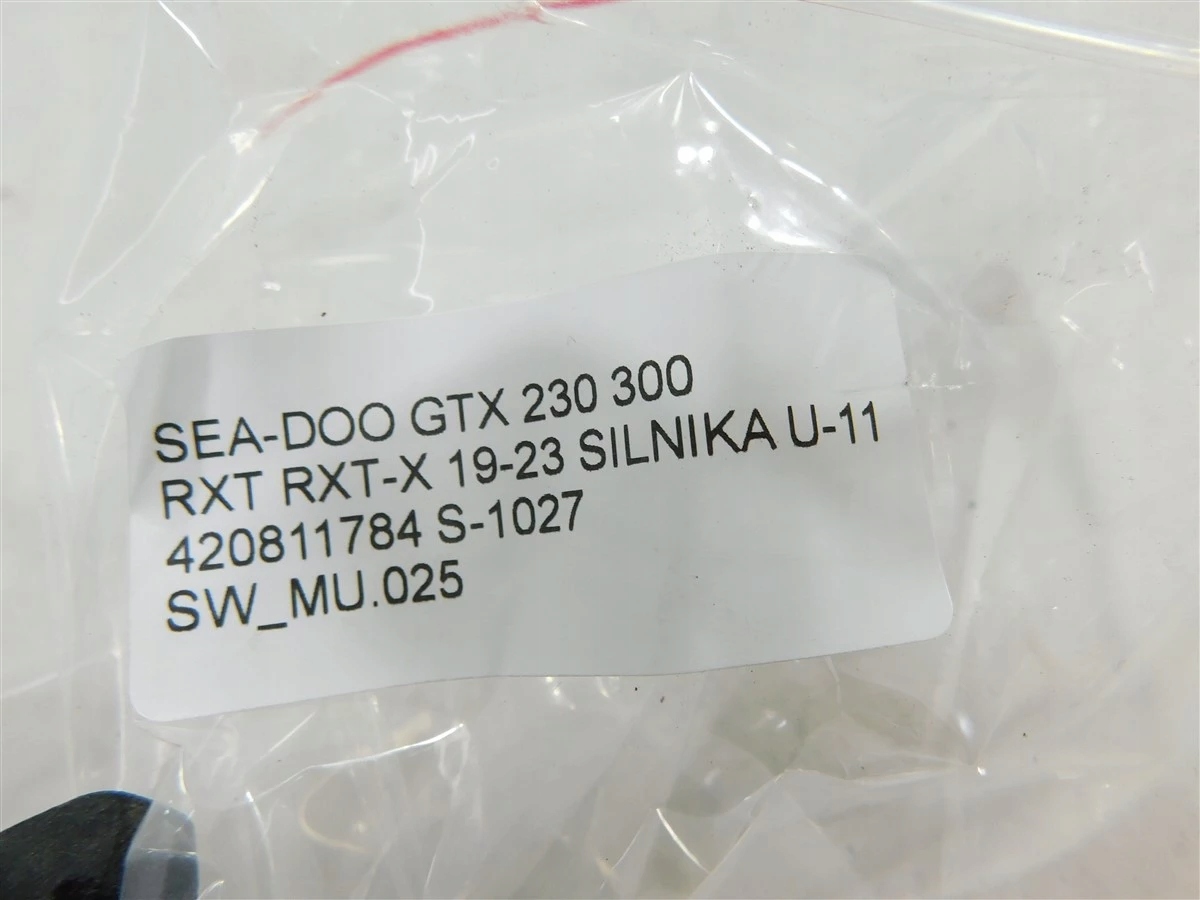 SEA-DOO GTX 230 300
RXT RXT-X 19-23 SILNIKA U-11
420811784 S-1027
SW_MU.025